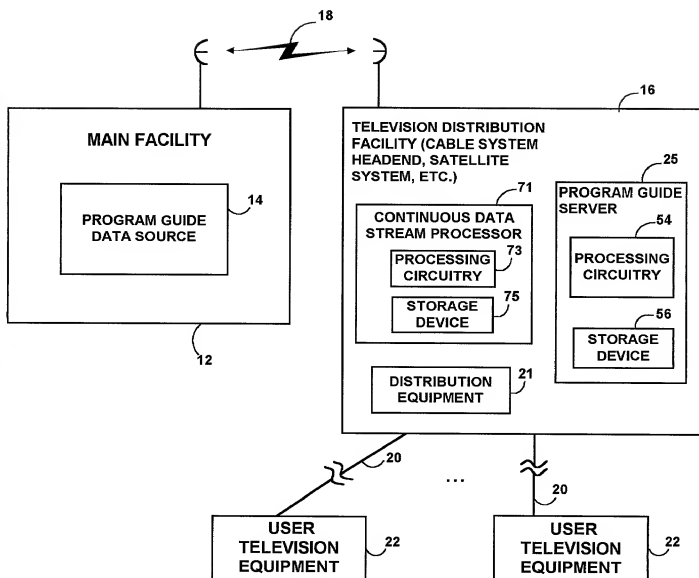 18
16
MAIN FACILITY
14
PROGRAM GUIDE
DATA SOURCE
12
TELEVISION DISTRIBUTION
FACILITY (CABLE SYSTEM
HEADEND, SATELLITE
SYSTEM, ETC.)
71
CONTINUOUS DATA
STREAM PROCESSOR
PROCESSING
CIRCUITRY
73
STORAGE
DEVICE
75
25
PROGRAM GUIDE
SERVER
54
PROCESSING
CIRCUITRY
56
STORAGE
DEVICE
DISTRIBUTION
EQUIPMENT
21
20
...
20
USER
TELEVISION
EQUIPMENT
22
USER
TELEVISION
EQUIPMENT
22